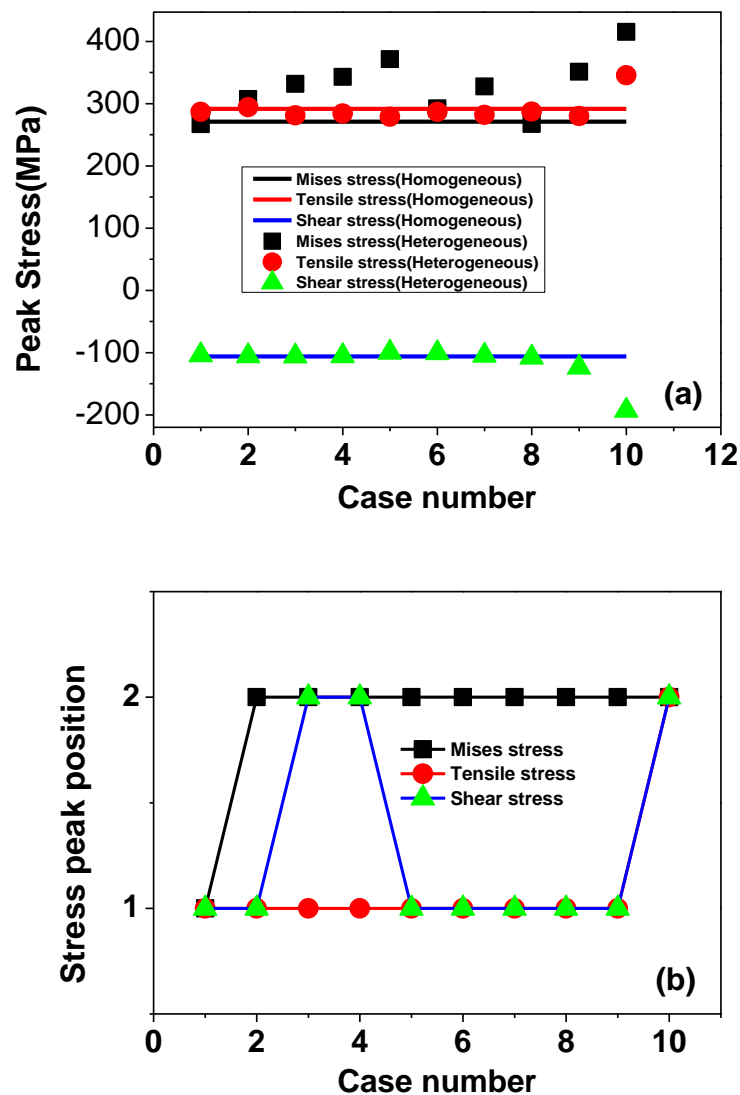 400
300
200
100
0
-100
-200
Peak Stress(MPa)
Mises stress(Homogeneous)
Tensile stress(Homogeneous)
Shear stress(Homogeneous)
Mises stress(Heterogeneous)
Tensile stress(Heterogeneous)
Shear stress(Heterogeneous)
(a)
0 2 4 6 8 10 12
Case number
2
1
Stress peak position
Mises stress
Tensile stress
Shear stress
(b)
0 2 4 6 8 10
Case number